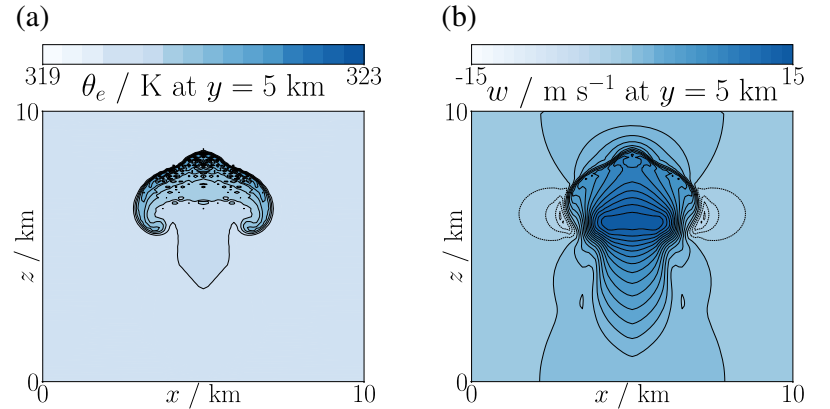 (a)
319 323
θ_e / K at y = 5 km
10
z / km
0
0 x / km 10
(b)
-15 15
w / m s⁻¹ at y = 5 km
10
z / km
0
0 x / km 10